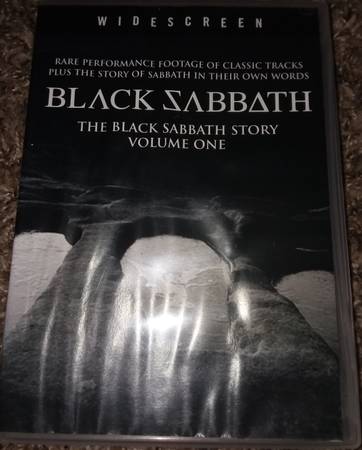 WIDESCREEN
RARE PERFORMANCE FOOTAGE OF CLASSIC TRACKS
PLUS THE STORY OF SABBATH IN THEIR OWN WORDS
BLACK SABBATH
THE BLACK SABBATH STORY
VOLUME ONE